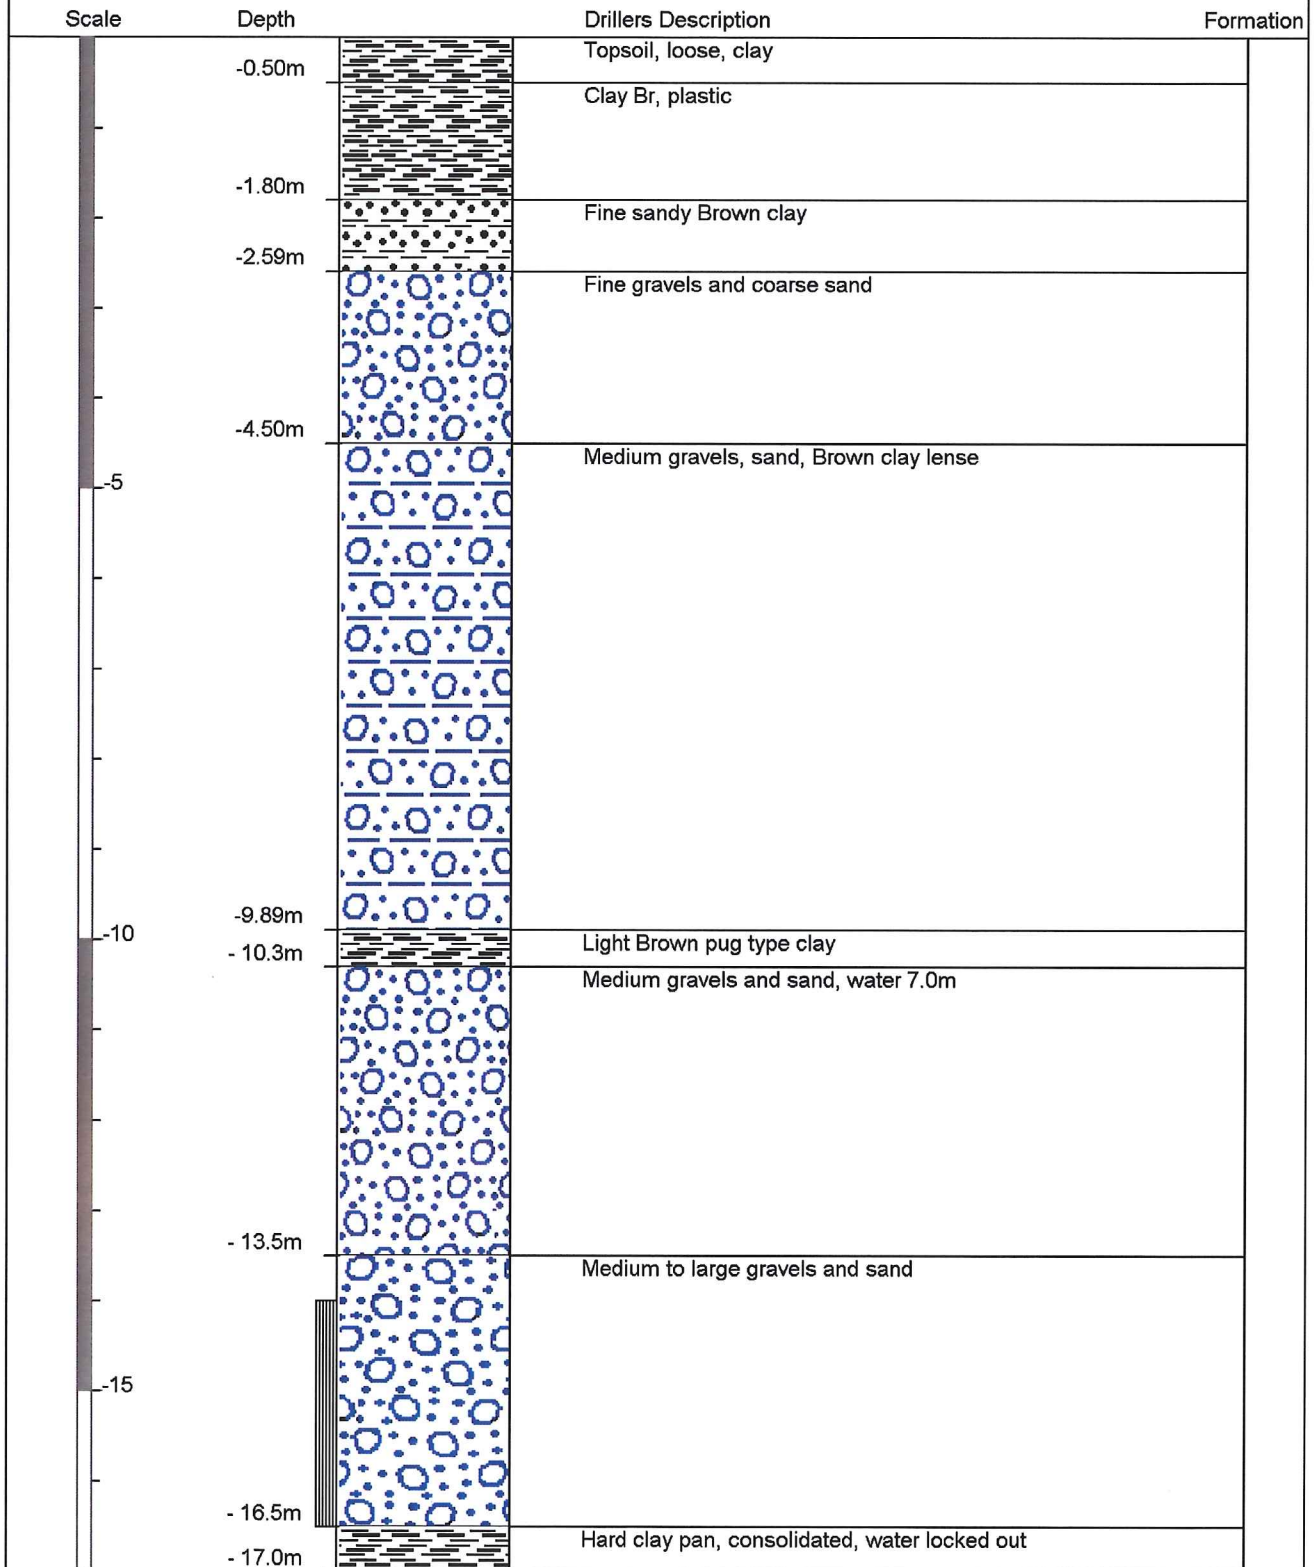 Scale Depth Drillers Description Formation
Topsoil, loose, clay
-0.50m
Clay Br, plastic
-1.80m
Fine sandy Brown clay
-2.59m
Fine gravels and coarse sand
-4.50m
Medium gravels, sand, Brown clay lense
-5
-9.89m
-10
Light Brown pug type clay
- 10.3m
Medium gravels and sand, water 7.0m
- 13.5m
Medium to large gravels and sand
-15
- 16.5m
Hard clay pan, consolidated, water locked out
- 17.0m